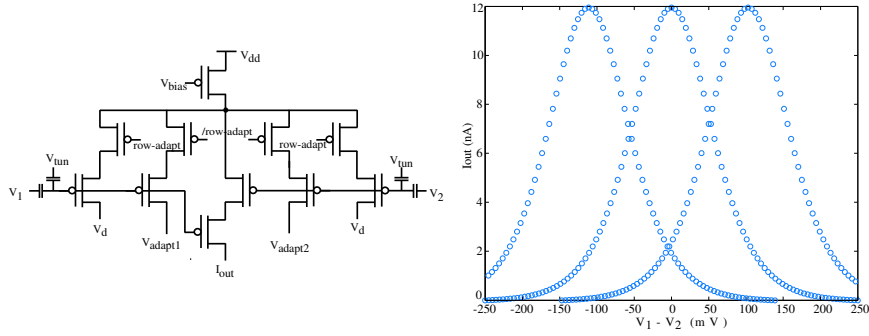 Vdd
Vbias
row-adapt /row-adapt row-adapt
Vtun Vtun
V1 V2
Vd Vadapt1 Vadapt2 Vd
Iout
12
10
8
6
4
2
0
Iout (nA)
-250 -200 -150 -100 -50 0 50 100 150 200 250
V1 - V2 (mV)